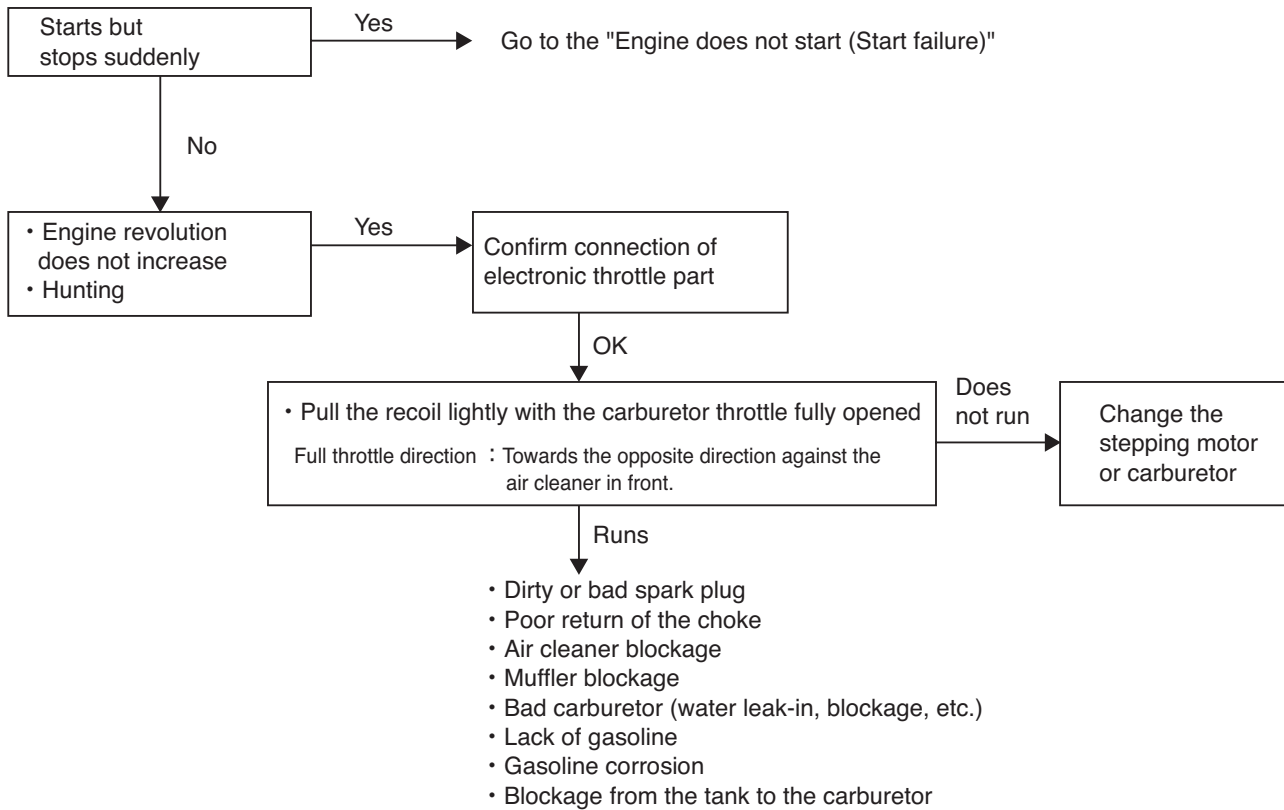 Starts but
stops suddenly
Yes
Go to the "Engine does not start (Start failure)"
No
・Engine revolution
does not increase
・Hunting
Yes
Confirm connection of
electronic throttle part
OK
・Pull the recoil lightly with the carburetor throttle fully opened
Full throttle direction : Towards the opposite direction against the
air cleaner in front.
Does
not run
Change the
stepping motor
or carburetor
Runs
・Dirty or bad spark plug
・Poor return of the choke
・Air cleaner blockage
・Muffler blockage
・Bad carburetor (water leak-in, blockage, etc.)
・Lack of gasoline
・Gasoline corrosion
・Blockage from the tank to the carburetor